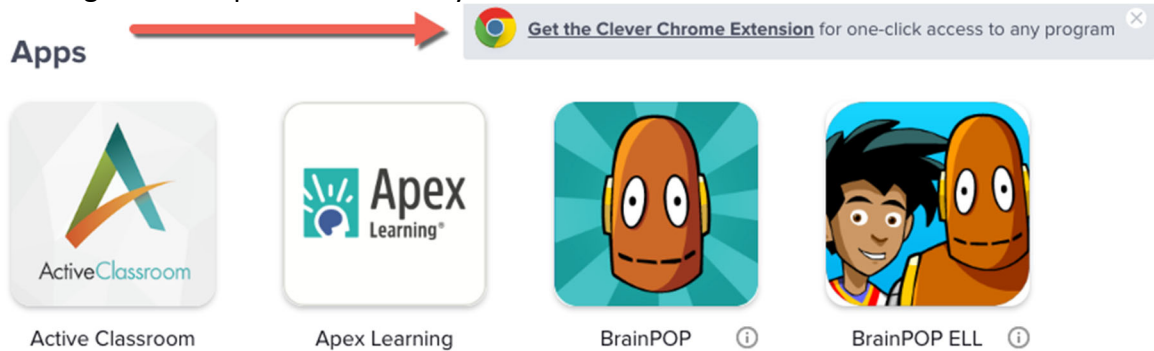 Get the Clever Chrome Extension for one-click access to any program
Apps
ActiveClassroom
Apex
Learning®
Active Classroom
Apex Learning
BrainPOP
BrainPOP ELL